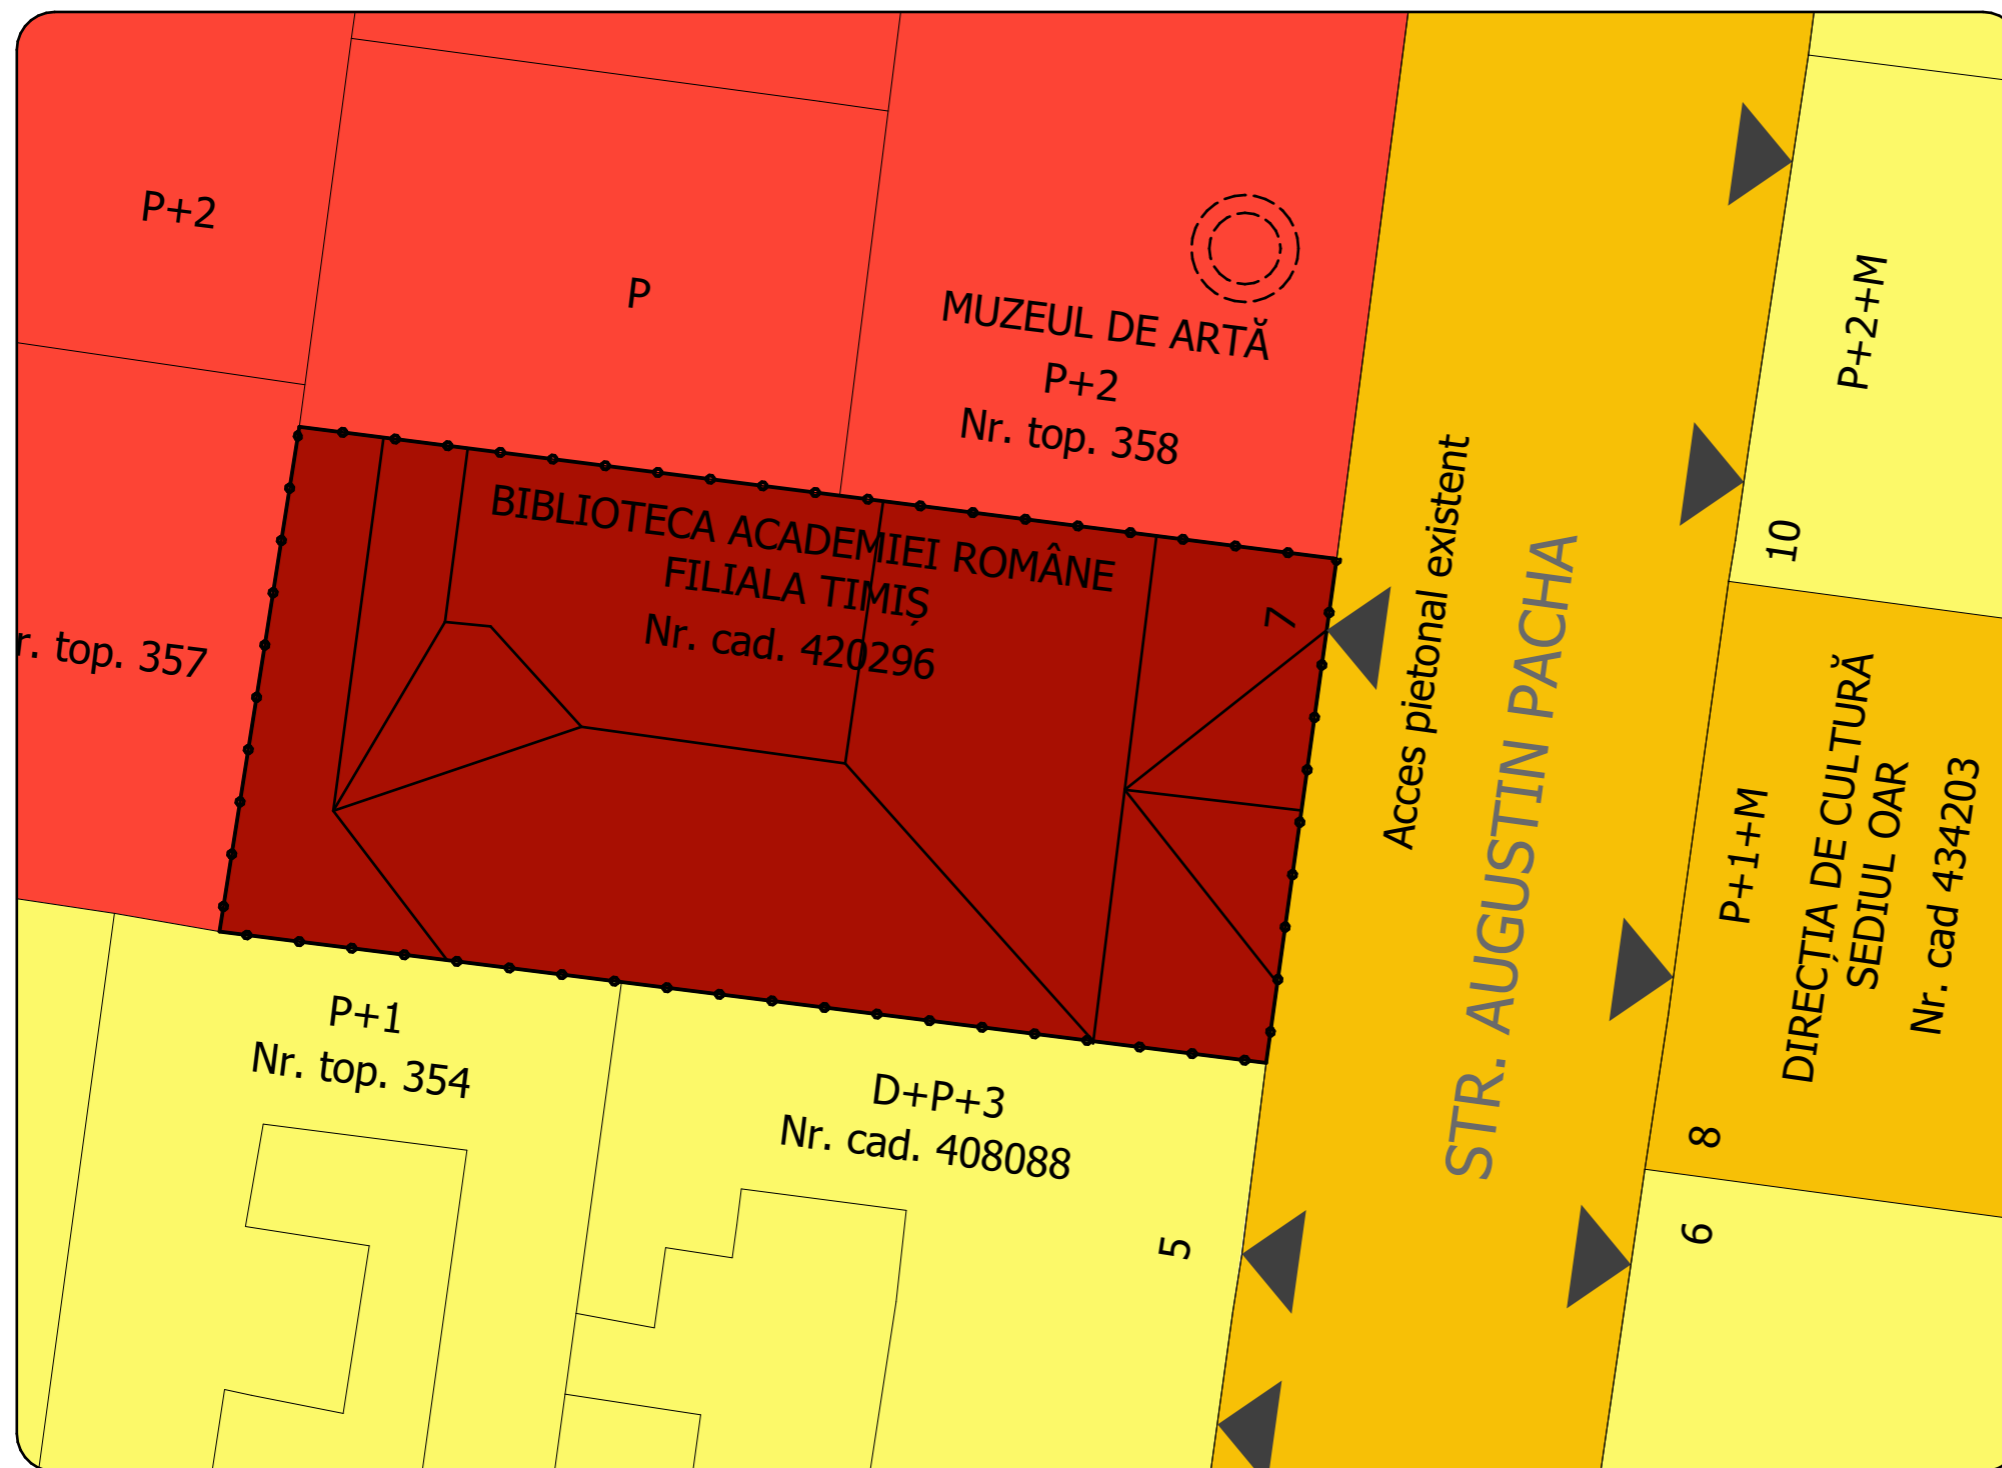 P+2
P
MUZEUL DE ARTĂ
P+2
Nr. top. 358
BIBLIOTECA ACADEMIEI ROMÂNE
FILIALA TIMIȘ
Nr. cad. 420296
7
r. top. 357
P+1
Nr. top. 354
D+P+3
Nr. cad. 408088
5
Acces pietonal existent
STR. AUGUSTIN PACHA
P+2+M
10
P+1+M
DIRECȚIA DE CULTURĂ
SEDIUL OAR
Nr. cad 434203
8
6